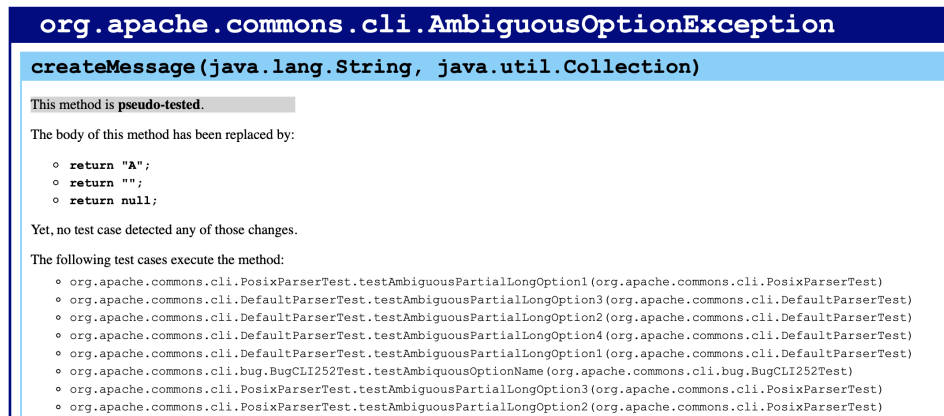 org.apache.commons.cli.AmbiguousOptionException
createMessage(java.lang.String, java.util.Collection)
This method is pseudo-tested.
The body of this method has been replaced by:
return "A";
return "";
return null;
Yet, no test case detected any of those changes.
The following test cases execute the method:
org.apache.commons.cli.PosixParserTest.testAmbiguousPartialLongOption1(org.apache.commons.cli.PosixParserTest)
org.apache.commons.cli.DefaultParserTest.testAmbiguousPartialLongOption3(org.apache.commons.cli.DefaultParserTest)
org.apache.commons.cli.DefaultParserTest.testAmbiguousPartialLongOption2(org.apache.commons.cli.DefaultParserTest)
org.apache.commons.cli.DefaultParserTest.testAmbiguousPartialLongOption4(org.apache.commons.cli.DefaultParserTest)
org.apache.commons.cli.DefaultParserTest.testAmbiguousPartialLongOption1(org.apache.commons.cli.DefaultParserTest)
org.apache.commons.cli.bug.BugCLI252Test.testAmbiquousOptionName(org.apache.commons.cli.bug.BugCLI252Test)
org.apache.commons.cli.PosixParserTest.testAmbiguousPartialLongOption3(org.apache.commons.cli.PosixParserTest)
org.apache.commons.cli.PosixParserTest.testAmbiguousPartialLongOption2(org.apache.commons.cli.PosixParserTest)